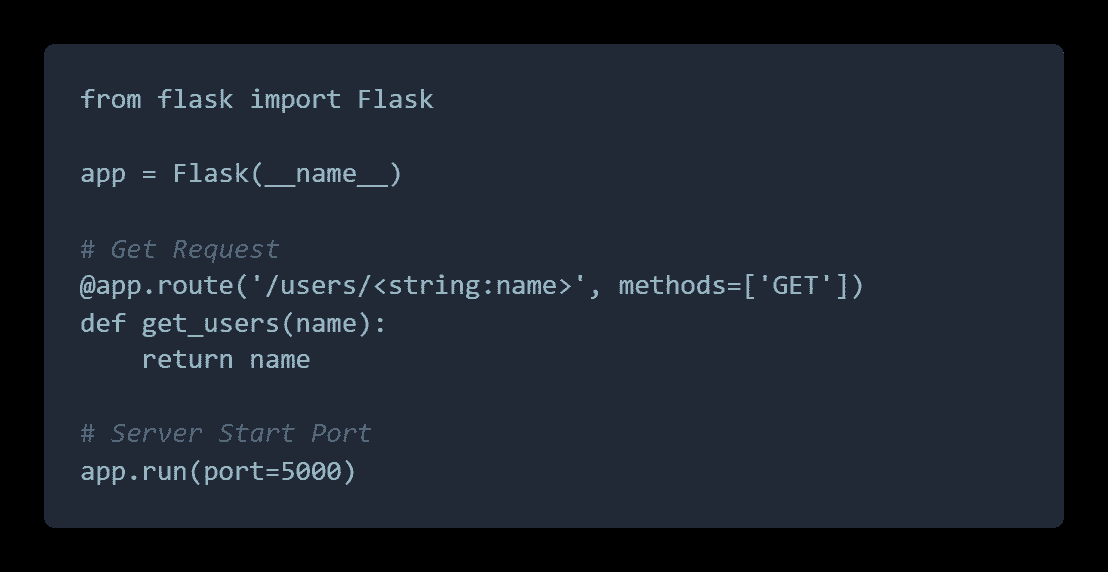 from flask import Flask
app = Flask(__name__)
# Get Request
@app.route('/users/<string:name>', methods=['GET'])
def get_users(name):
    return name
# Server Start Port
app.run(port=5000)